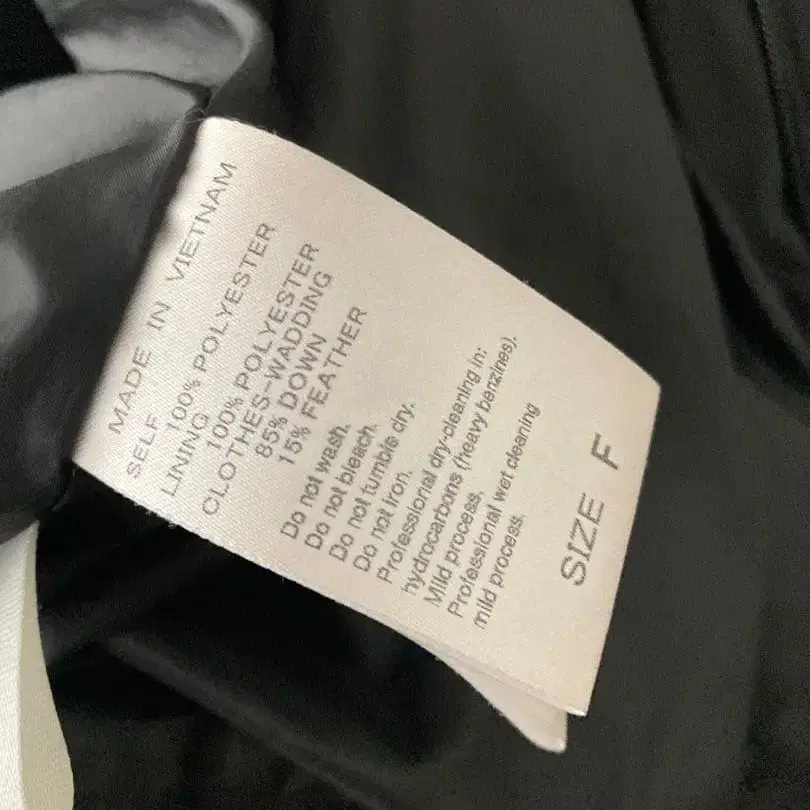 MADE IN VIETNAM
SELF
100% POLYESTER
LINING
100% POLYESTER
CLOTHES-WADDING
85% DOWN
15% FEATHER
Do not wash.
Do not bleach.
Do not tumble dry.
Do not iron.
Professional dry-cleaning in:
hydrocarbons (heavy benzines).
Mild process.
Professional wet cleaning
mild process.
SIZE F